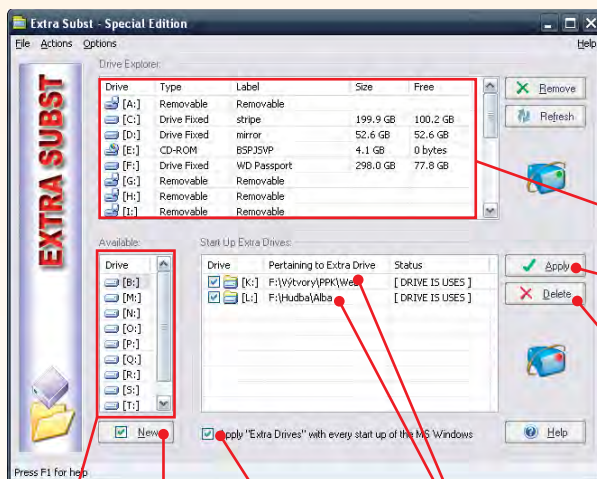 Extra Subst - Special Edition
File Actions Options Help
Drive Explorer:
EXTRA SUBST
Drive Type Label Size Free
[A:] Removable Removable
[C:] Drive Fixed stripe 199.9 GB 100.2 GB
[D:] Drive Fixed mirror 52.6 GB 52.6 GB
[E:] CD-ROM BSPJSVP 4.1 GB 0 bytes
[F:] Drive Fixed WD Passport 298.0 GB 77.8 GB
[G:] Removable Removable
[H:] Removable Removable
[I:] Removable Removable
Remove
Refresh
Available:
Drive
[B:]
[M:]
[N:]
[O:]
[P:]
[Q:]
[R:]
[S:]
[T:]
New
Start Up Extra Drives:
Drive Pertaining to Extra Drive Status
[K:] F:\Výtvory\PPK\Web [ DRIVE IS USES ]
[L:] F:\Hudba\Alba [ DRIVE IS USES ]
Apply
Delete
Apply "Extra Drives" with every start up of the MS Windows
Help
Press F1 for help